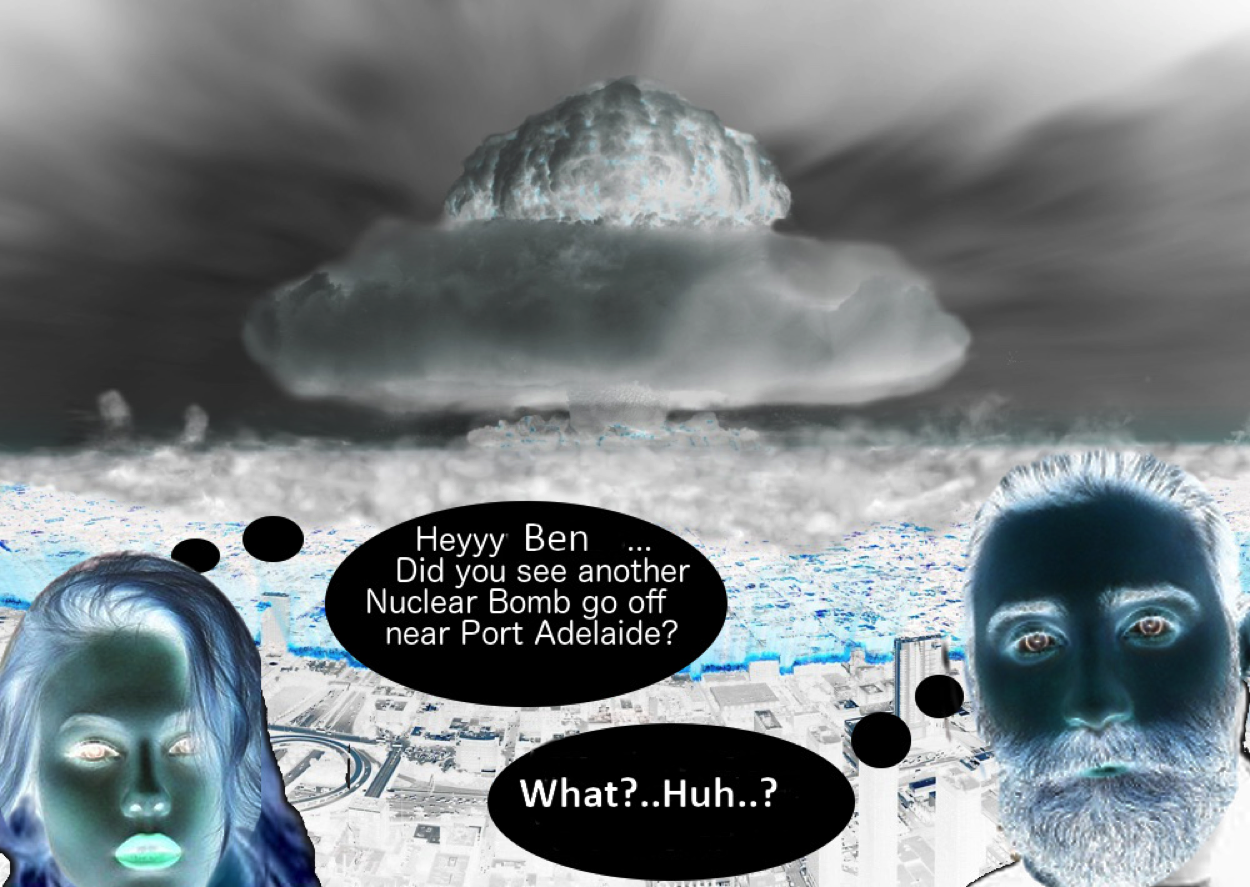 Heyyy Ben ...
Did you see another
Nuclear Bomb go off
near Port Adelaide?
What?..Huh..?